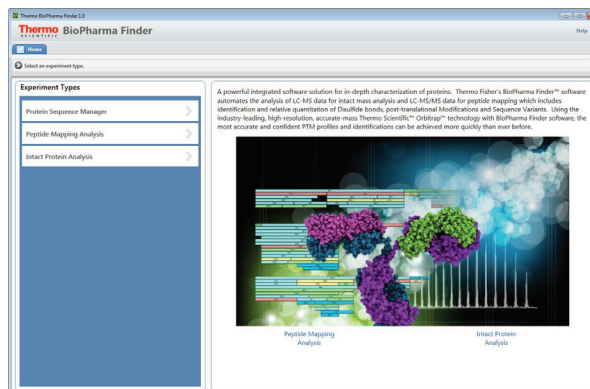 Thermo BioPharma Finder 1.0
Thermo
SCIENTIFIC
BioPharma Finder
Help
Home
Select an experiment type.
Experiment Types
Protein Sequence Manager
Peptide Mapping Analysis
Intact Protein Analysis
A powerful integrated software solution for in-depth characterization of proteins. Thermo Fisher's BioPharma Finder™ software
automates the analysis of LC-MS data for intact mass analysis and LC-MS/MS data for peptide mapping which includes
identification and relative quantitation of Disulfide bonds, post-translational Modifications and Sequence Variants. Using the
industry-leading, high-resolution, accurate-mass Thermo Scientific™ Orbitrap™ technology with BioPharma Finder software, the
most accurate and confident PTM profiles and identifications can be achieved more quickly than ever before.
Peptide Mapping
Analysis
Intact Protein
Analysis